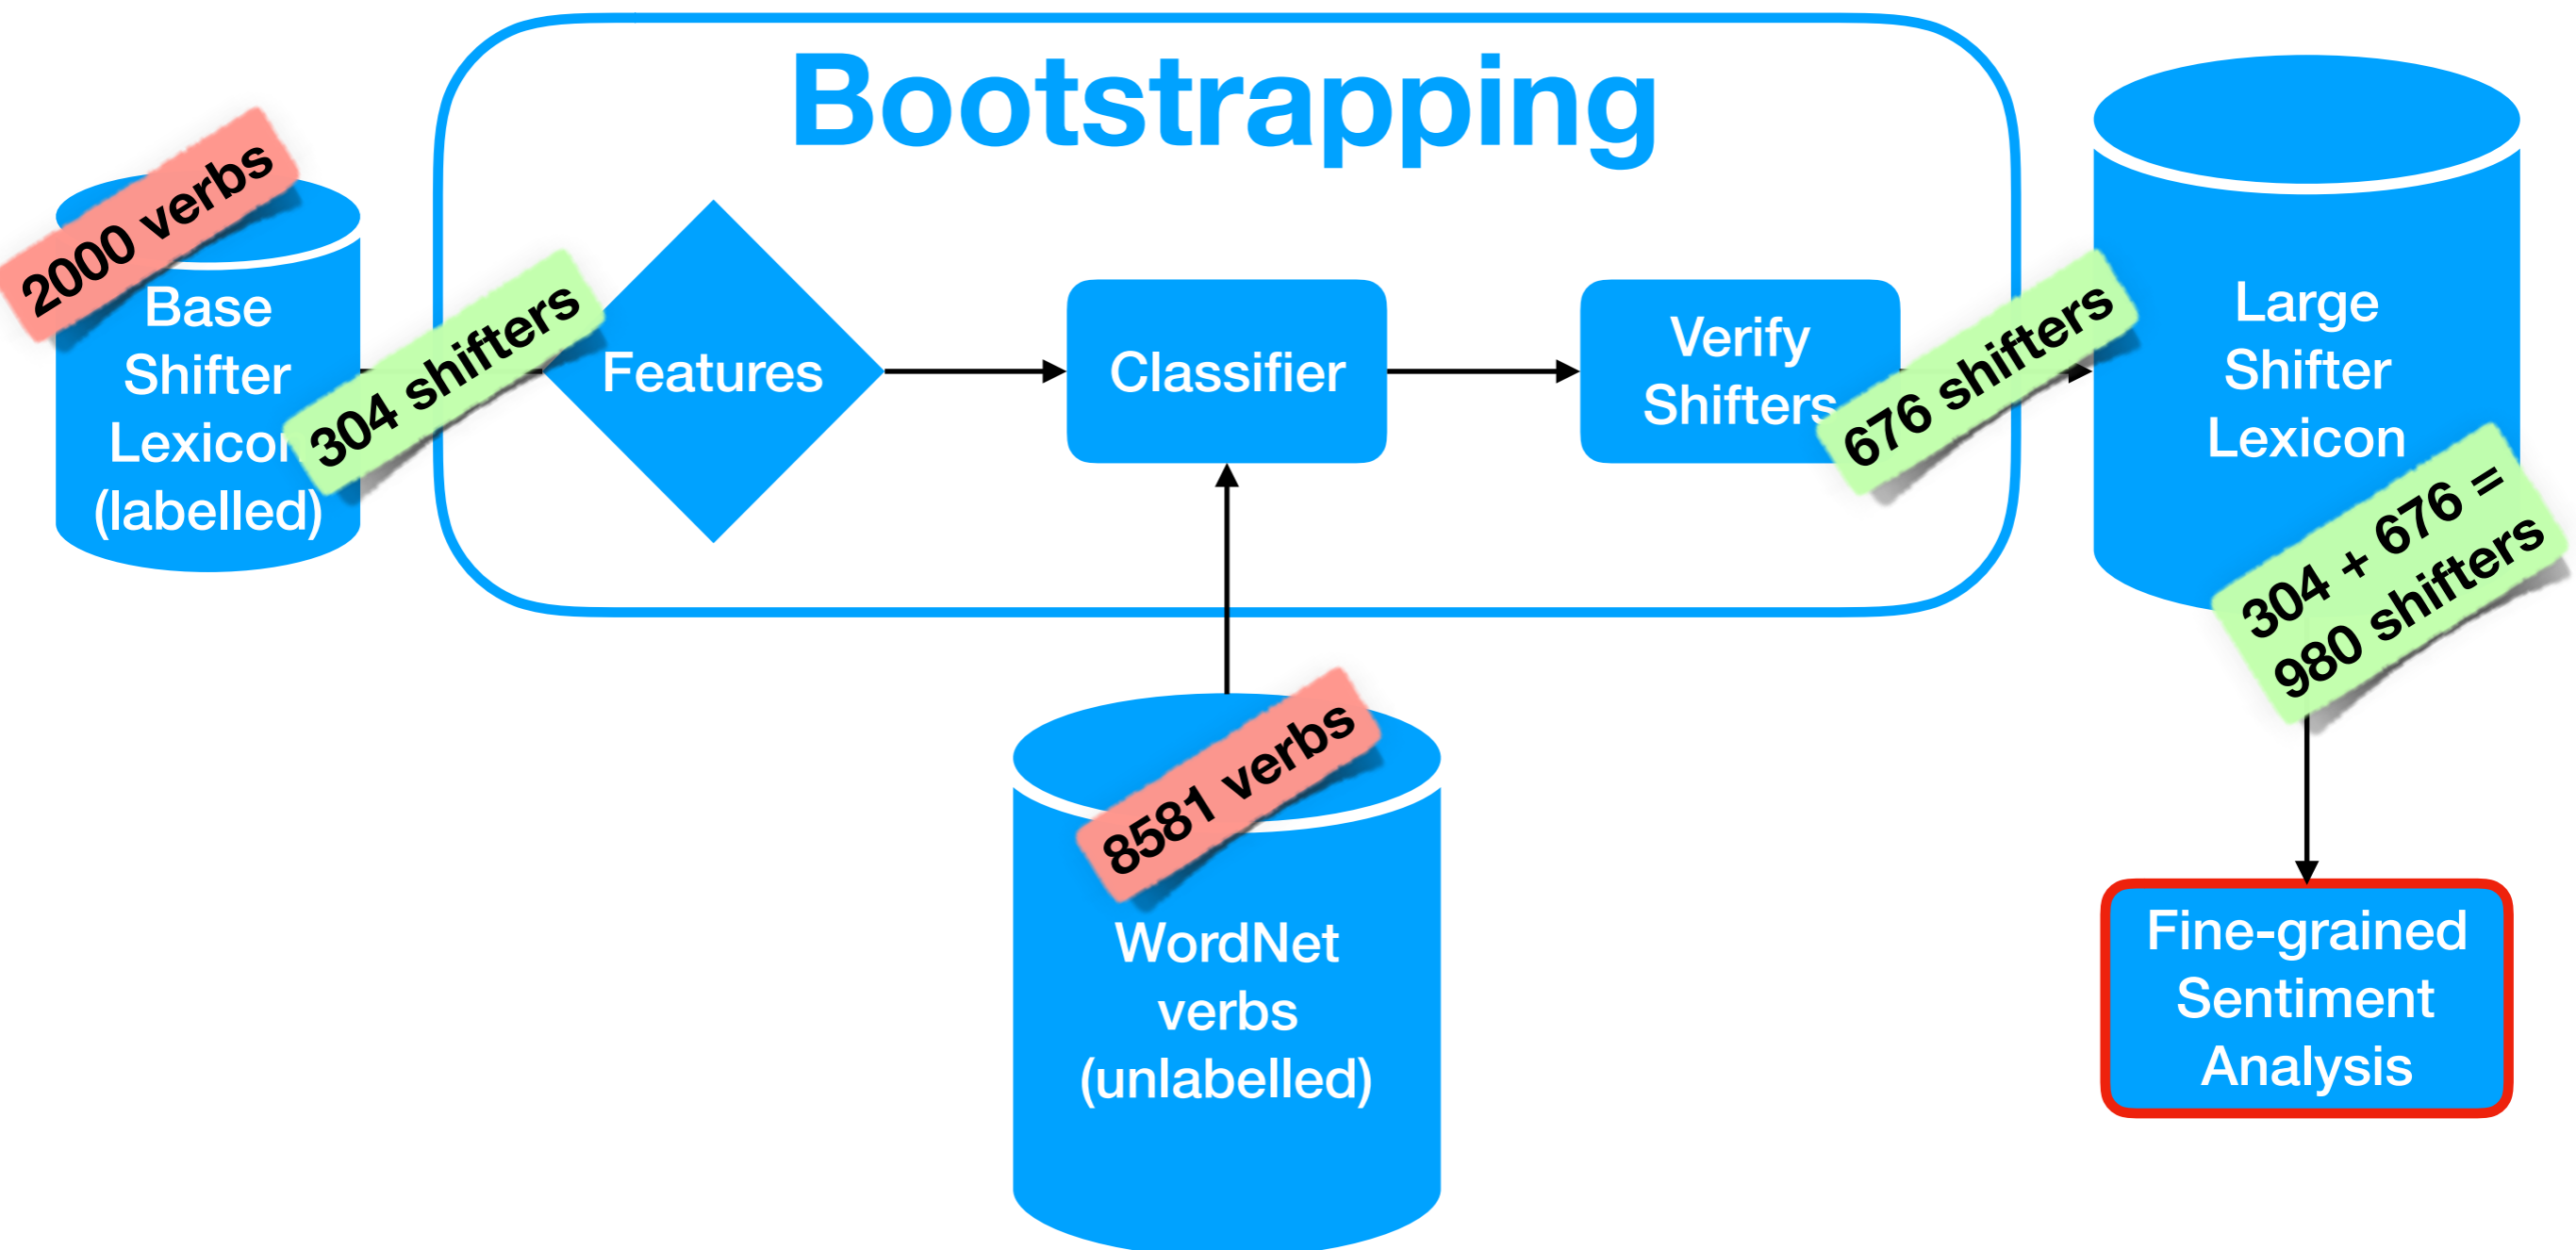 Bootstrapping
2000 verbs
Base
Shifter
Lexicon
(labelled)
304 shifters
Features
Classifier
Verify
Shifters
676 shifters
Large
Shifter
Lexicon
304 + 676 =
980 shifters
8581 verbs
WordNet
verbs
(unlabelled)
Fine-grained
Sentiment
Analysis